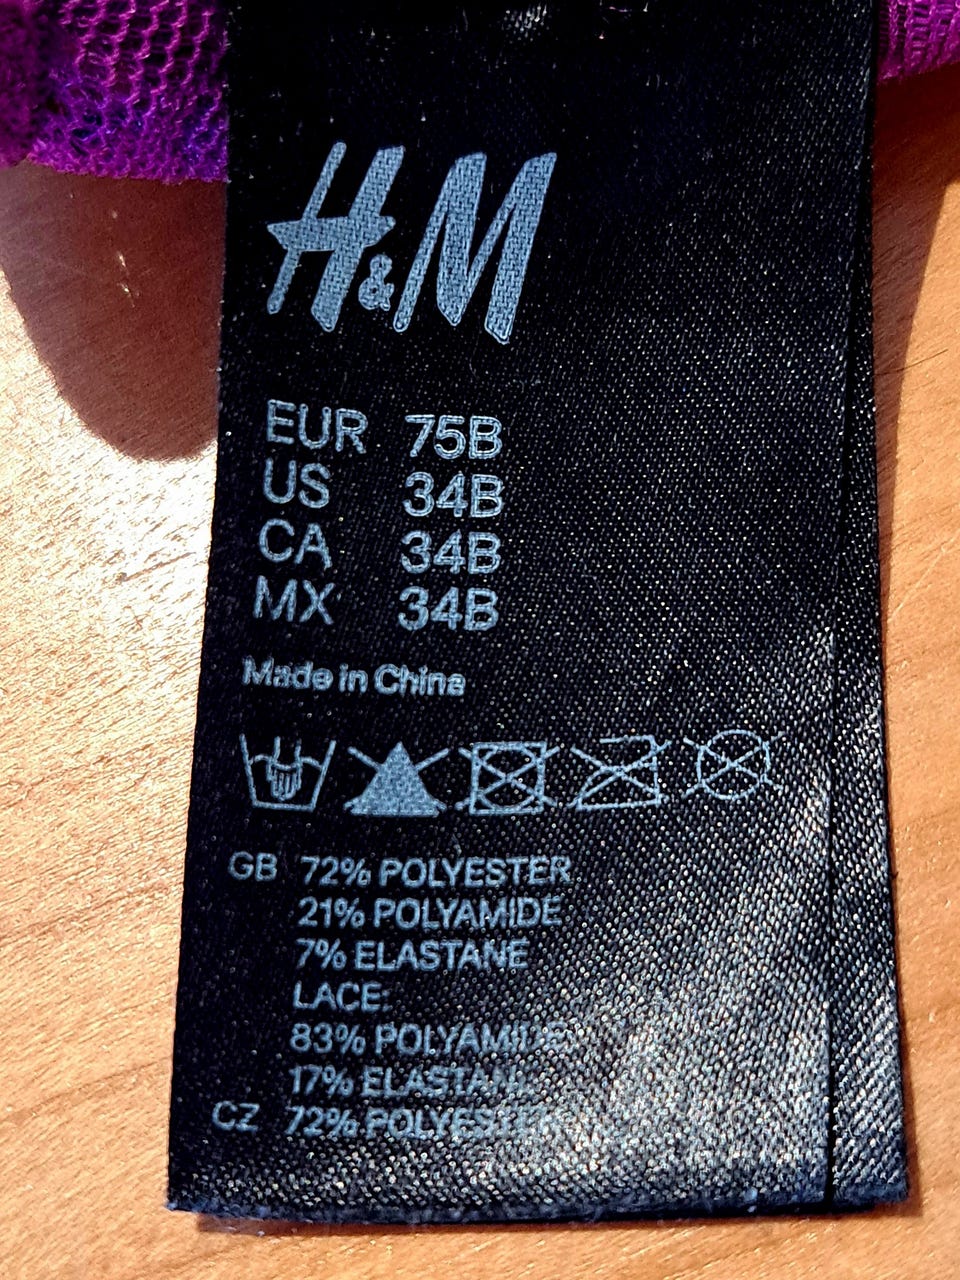 H&M
EUR 75B
US 34B
CA 34B
MX 34B
Made in China
GB 72% POLYESTER
21% POLYAMIDE
7% ELASTANE
LACE:
83% POLYAMIDE
17% ELASTANE
CZ 72% POLYESTER